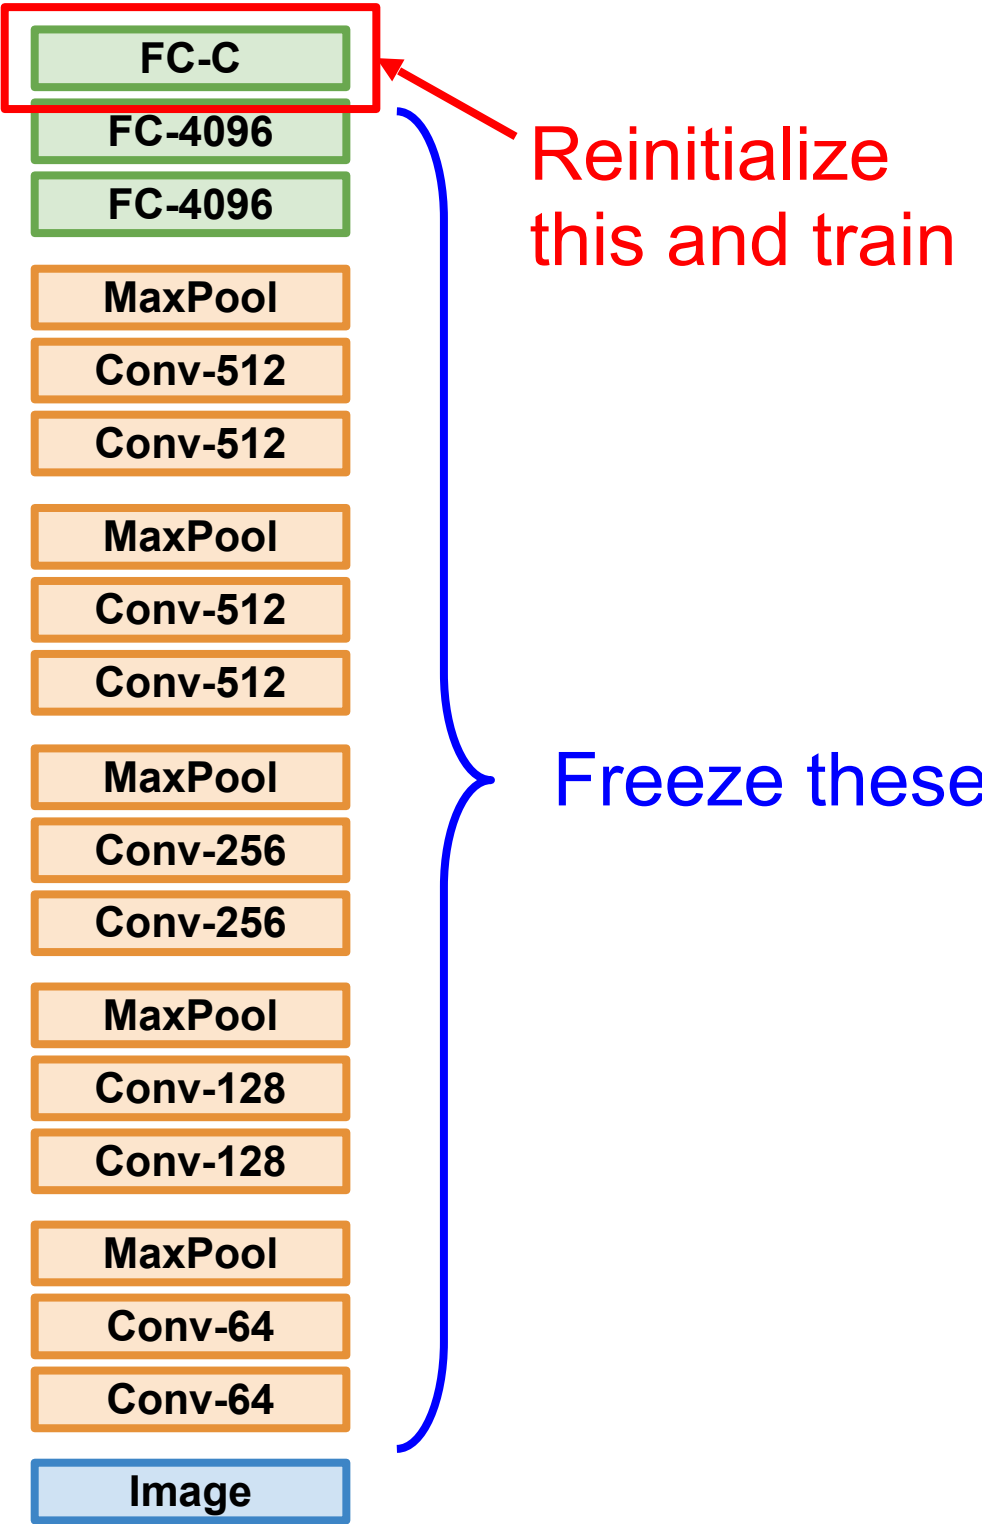 FC-C
FC-4096
FC-4096
MaxPool
Conv-512
Conv-512
MaxPool
Conv-512
Conv-512
MaxPool
Conv-256
Conv-256
MaxPool
Conv-128
Conv-128
MaxPool
Conv-64
Conv-64
Image
Reinitialize
this and train
Freeze these